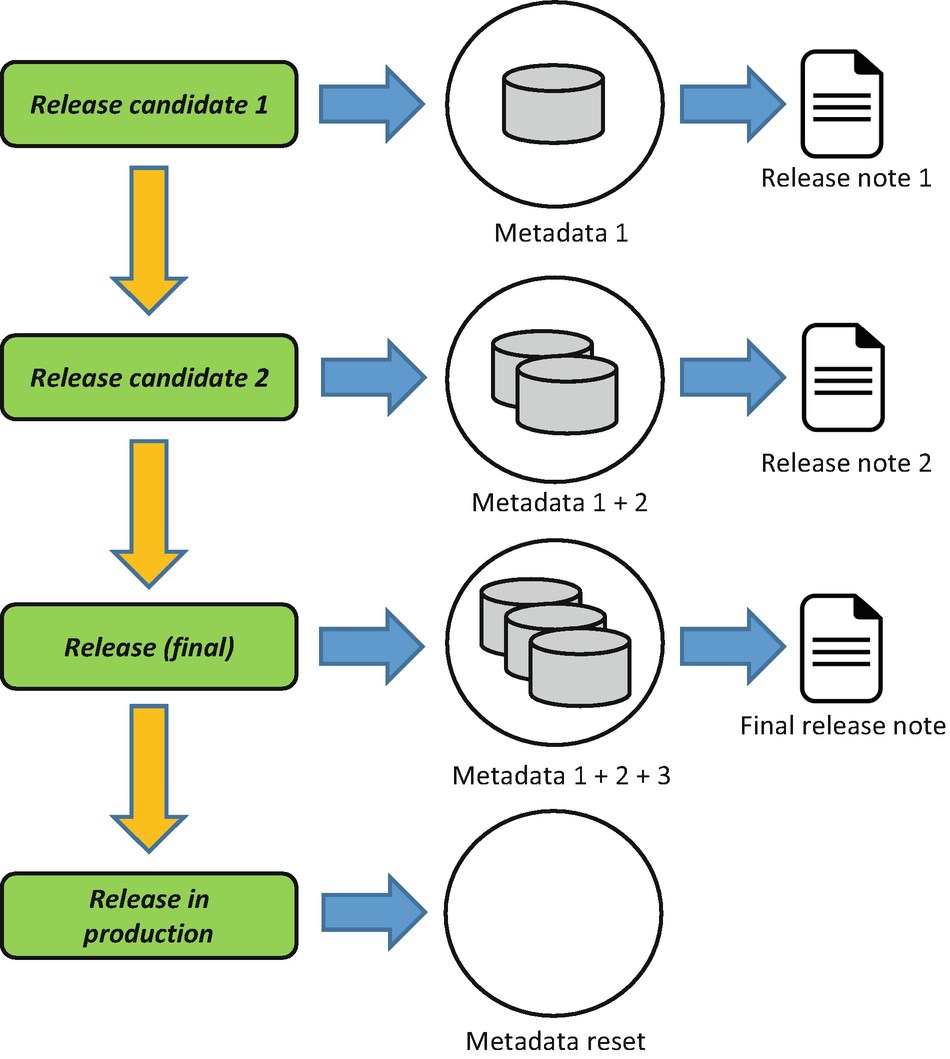 Release candidate 1
Release note 1
Metadata 1
Release candidate 2
Release note 2
Metadata 1 + 2
Release (final)
Final release note
Metadata 1 + 2 + 3
Release in
production
Metadata reset